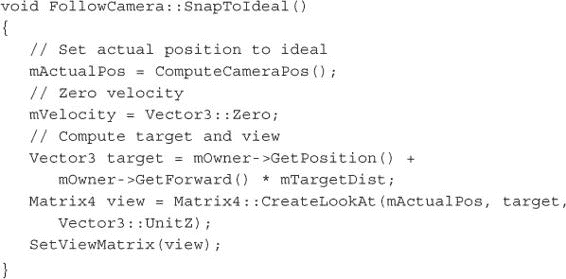 void FollowCamera::SnapToIdeal()
{
   // Set actual position to ideal
   mActualPos = ComputeCameraPos();
   // Zero velocity
   mVelocity = Vector3::Zero;
   // Compute target and view
   Vector3 target = mOwner->GetPosition() +
      mOwner->GetForward() * mTargetDist;
   Matrix4 view = Matrix4::CreateLookAt(mActualPos, target,
      Vector3::UnitZ);
   SetViewMatrix(view);
}